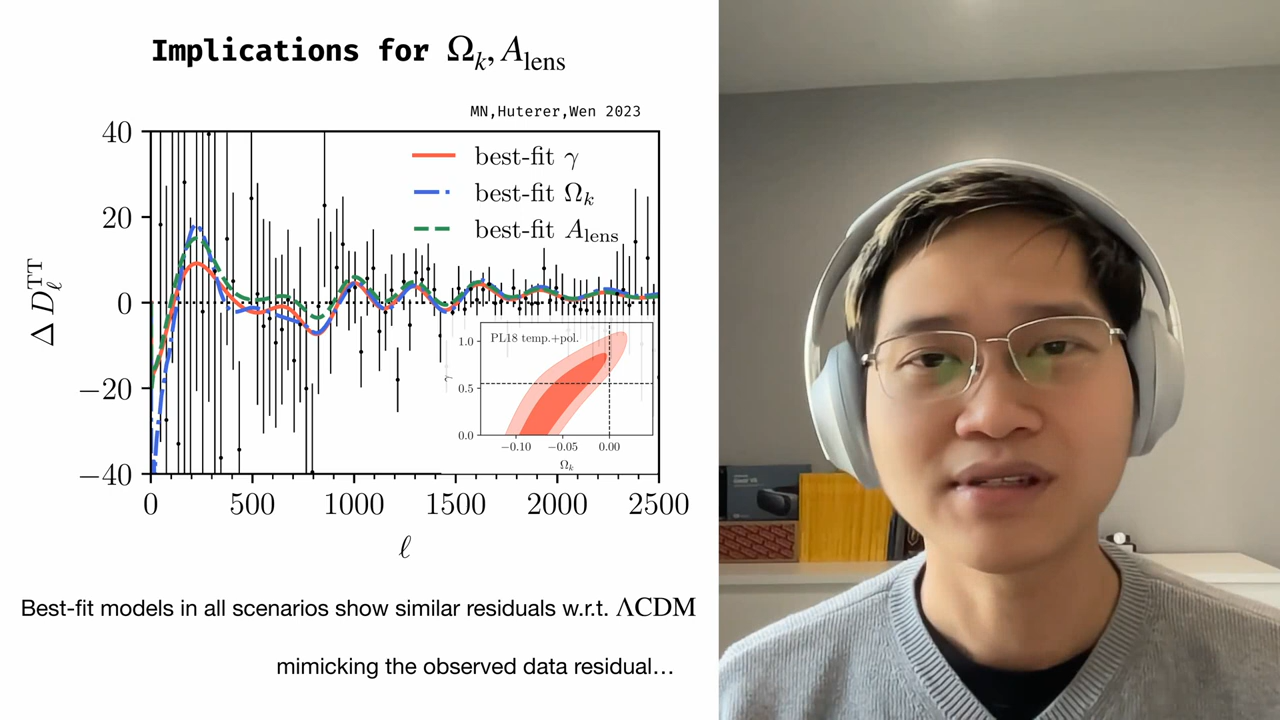 Implications for Ωₖ, A_lens
MN,Huterer,Wen 2023
40
20
0
−20
−40
Δ D_ℓ^TT
best-fit γ
best-fit Ωₖ
best-fit A_lens
PL18 temp.+pol.
1.0
0.5
0.0
γ
−0.10
−0.05
0.00
Ωₖ
0
500
1000
1500
2000
2500
ℓ
Best-fit models in all scenarios show similar residuals w.r.t. ΛCDM
mimicking the observed data residual…